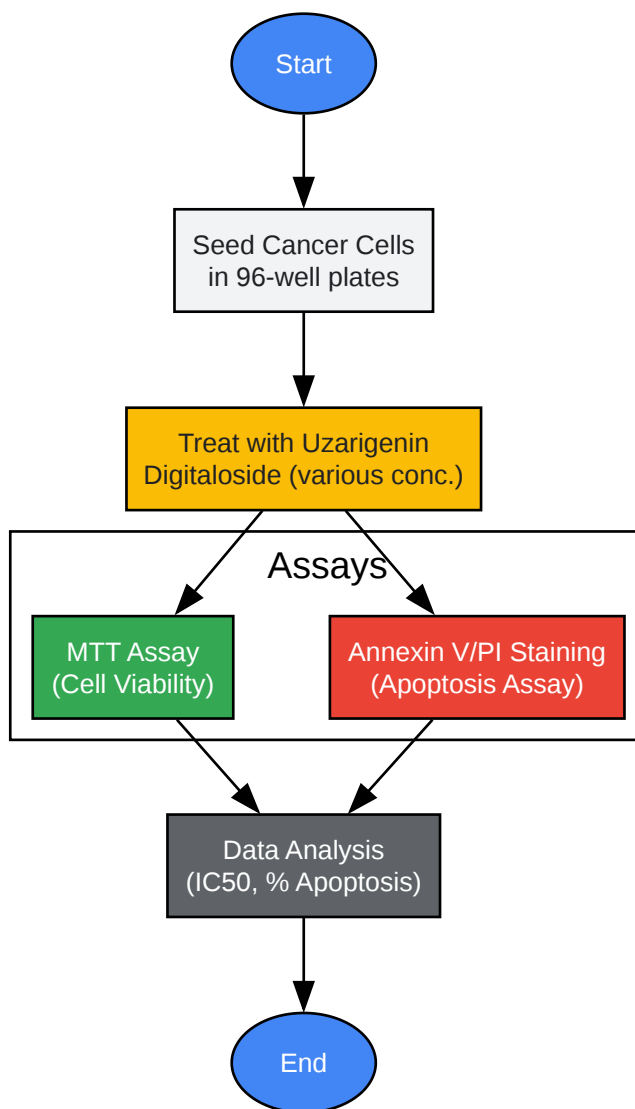 Start
Seed Cancer Cells
in 96-well plates
Treat with Uzarigenin
Digitaloside (various conc.)
Assays
MTT Assay
(Cell Viability)
Annexin V/PI Staining
(Apoptosis Assay)
Data Analysis
(IC50, % Apoptosis)
End